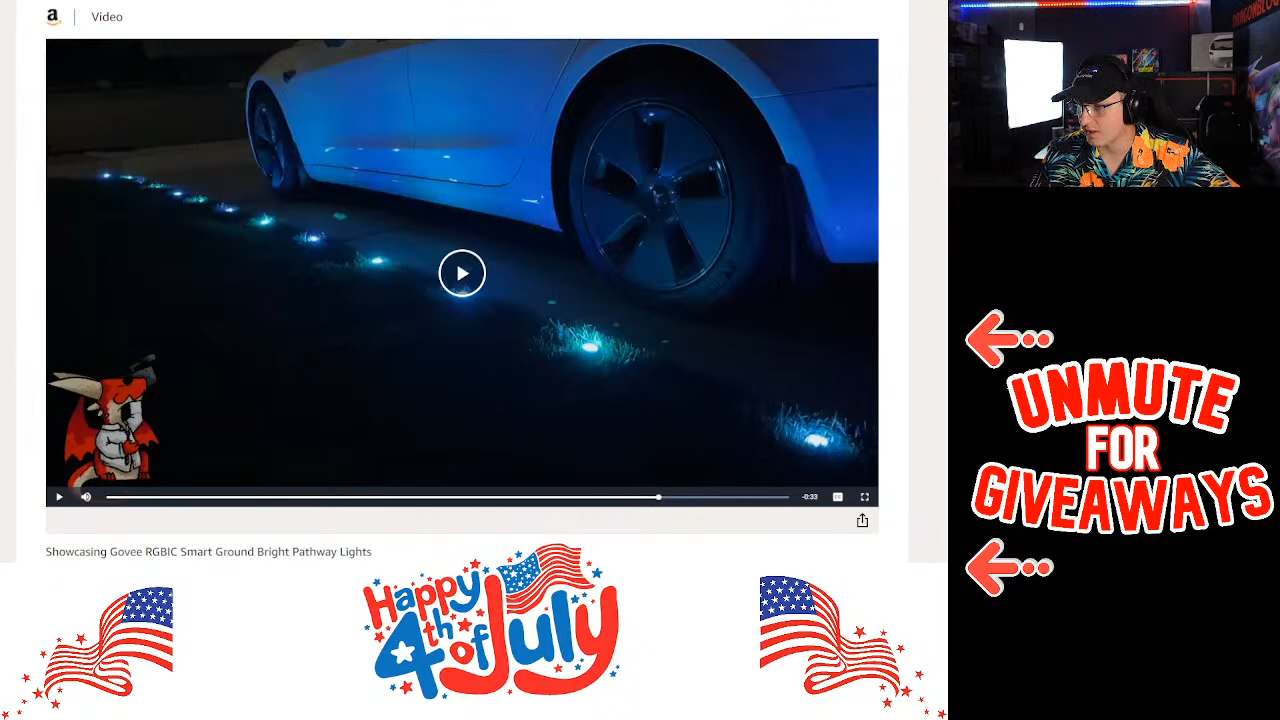 Video
-0:33
Showcasing Govee RGBIC Smart Ground Bright Pathway Lights
UNMUTE
FOR
GIVEAWAYS
Happy
4th of July